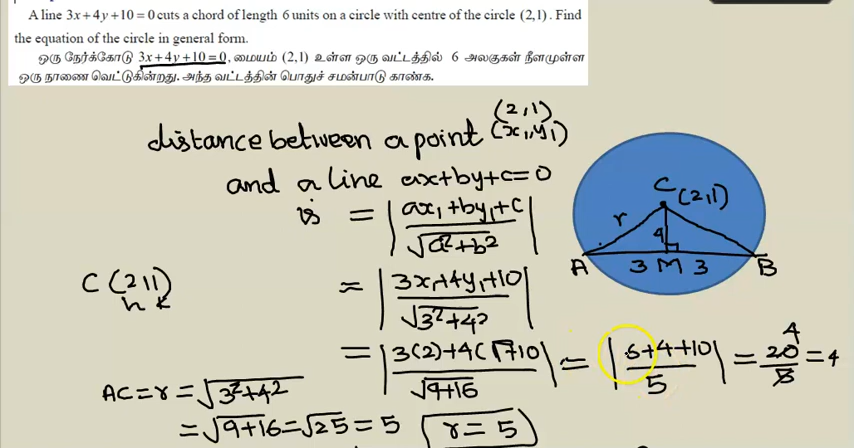 A line 3x+4y+10=0 cuts a chord of length 6 units on a circle with centre of the circle (2,1). Find
the equation of the circle in general form.
ஒரு நேர்க்கோடு 3x+4y+10=0, மையம் (2,1) உள்ள ஒரு வட்டத்தில் 6 அலகுகள் நீளமுள்ள
ஒரு நாணை வெட்டுகின்றது. அந்த வட்டத்தின் பொதுச் சமன்பாடு காண்க.
(2,1)
distance between a point (x₁,y₁)
and a line ax+by+c=0
is = |ax₁+by₁+c / √a²+b²|
C (2,1)
r
4
A 3 M 3 B
C (2,1)
h k
= |3x₁+4y₁+10 / √3²+4²|
= |3(2)+4(1)+10 / √9+16| = |6+4+10 / 5| = 20/5 = 4
4
AC=r=√3²+4²
=√9+16=√25=5 r=5